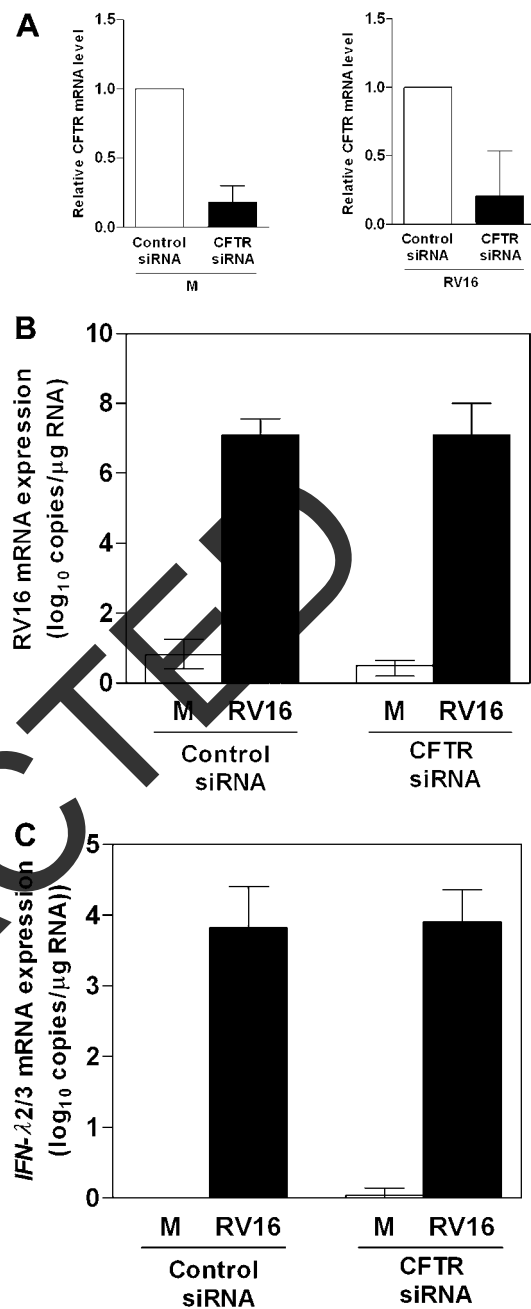 A
Relative CFTR mRNA level
1.5
1.0
0.5
0.0
Control siRNA
CFTR siRNA
M
Relative CFTR mRNA level
1.5
1.0
0.5
0.0
Control siRNA
CFTR siRNA
RV16
B
RV16 mRNA expression
(log10 copies/μg RNA)
10
8
6
4
2
0
M RV16 M RV16
Control siRNA
CFTR siRNA
C
IFN-λ2/3 mRNA expression
(log10 copies/μg RNA))
5
4
3
2
1
0
M RV16 M RV16
Control siRNA
CFTR siRNA
CTED